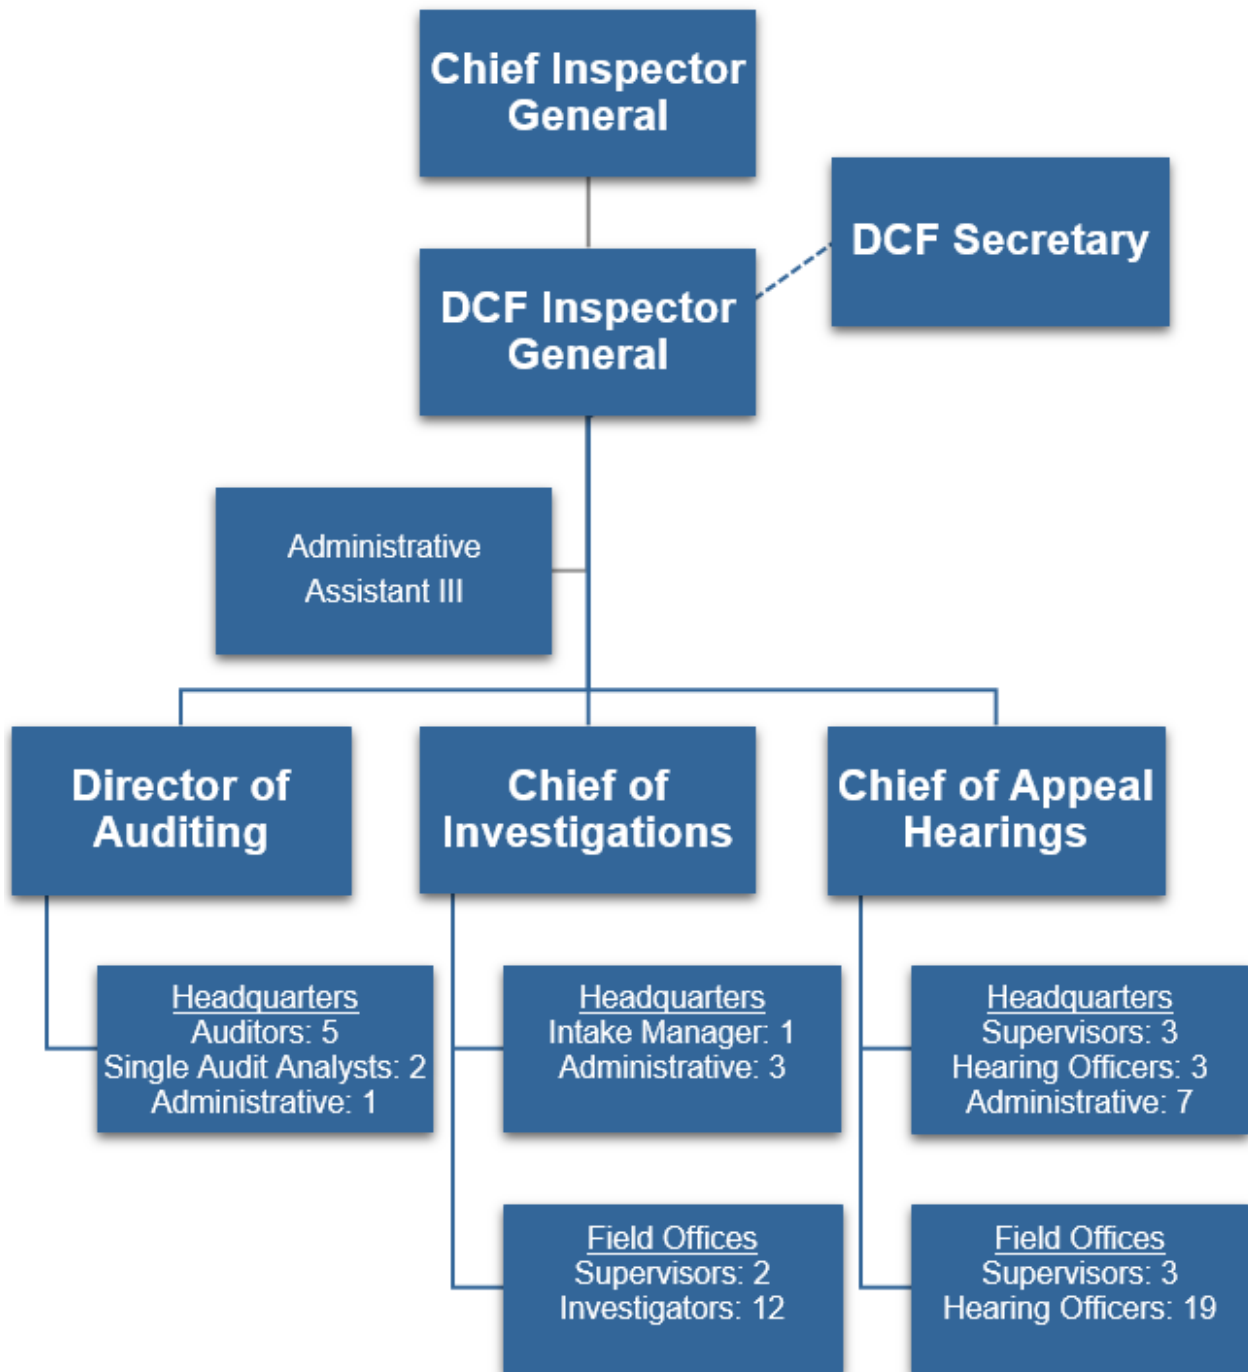 Chief Inspector
General
DCF Secretary
DCF Inspector
General
Administrative
Assistant III
Director of
Auditing
Chief of
Investigations
Chief of Appeal
Hearings
Headquarters
Auditors: 5
Single Audit Analysts: 2
Administrative: 1
Headquarters
Intake Manager: 1
Administrative: 3
Headquarters
Supervisors: 3
Hearing Officers: 3
Administrative: 7
Field Offices
Supervisors: 2
Investigators: 12
Field Offices
Supervisors: 3
Hearing Officers: 19